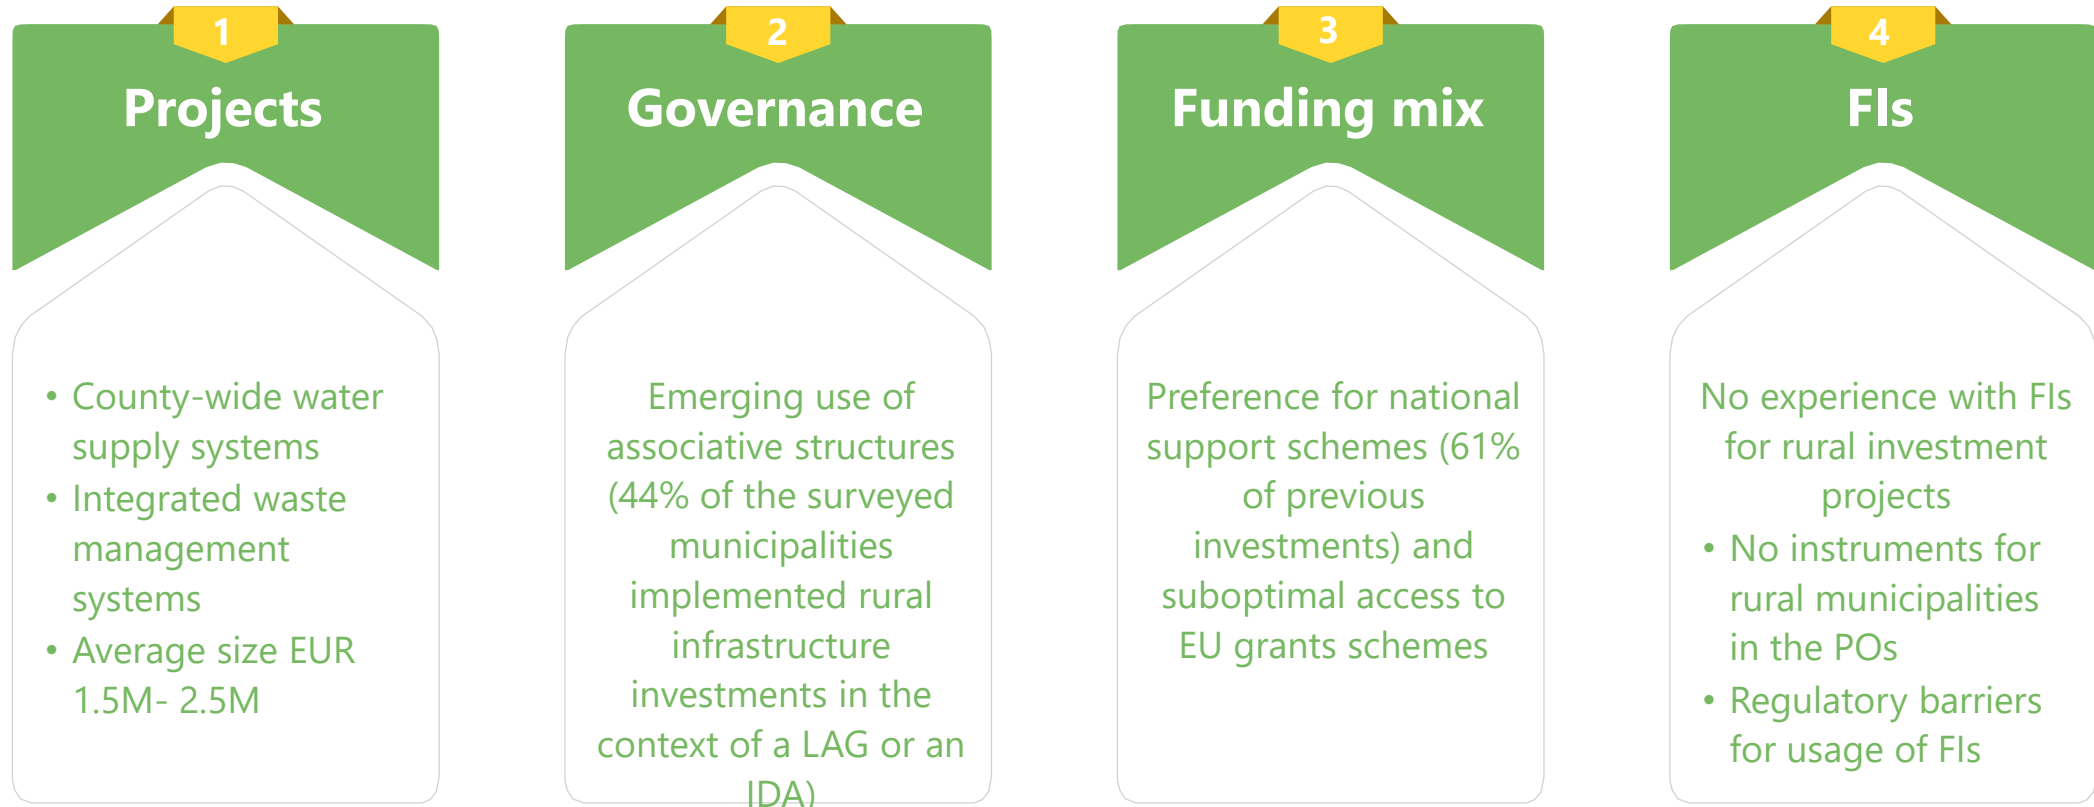 1
Projects
• County-wide water
supply systems
• Integrated waste
management
systems
• Average size EUR
1.5M- 2.5M
2
Governance
Emerging use of
associative structures
(44% of the surveyed
municipalities
implemented rural
infrastructure
investments in the
context of a LAG or an
IDA)
3
Funding mix
Preference for national
support schemes (61%
of previous
investments) and
suboptimal access to
EU grants schemes
4
FIs
No experience with FIs
for rural investment
projects
• No instruments for
rural municipalities
in the POs
• Regulatory barriers
for usage of FIs